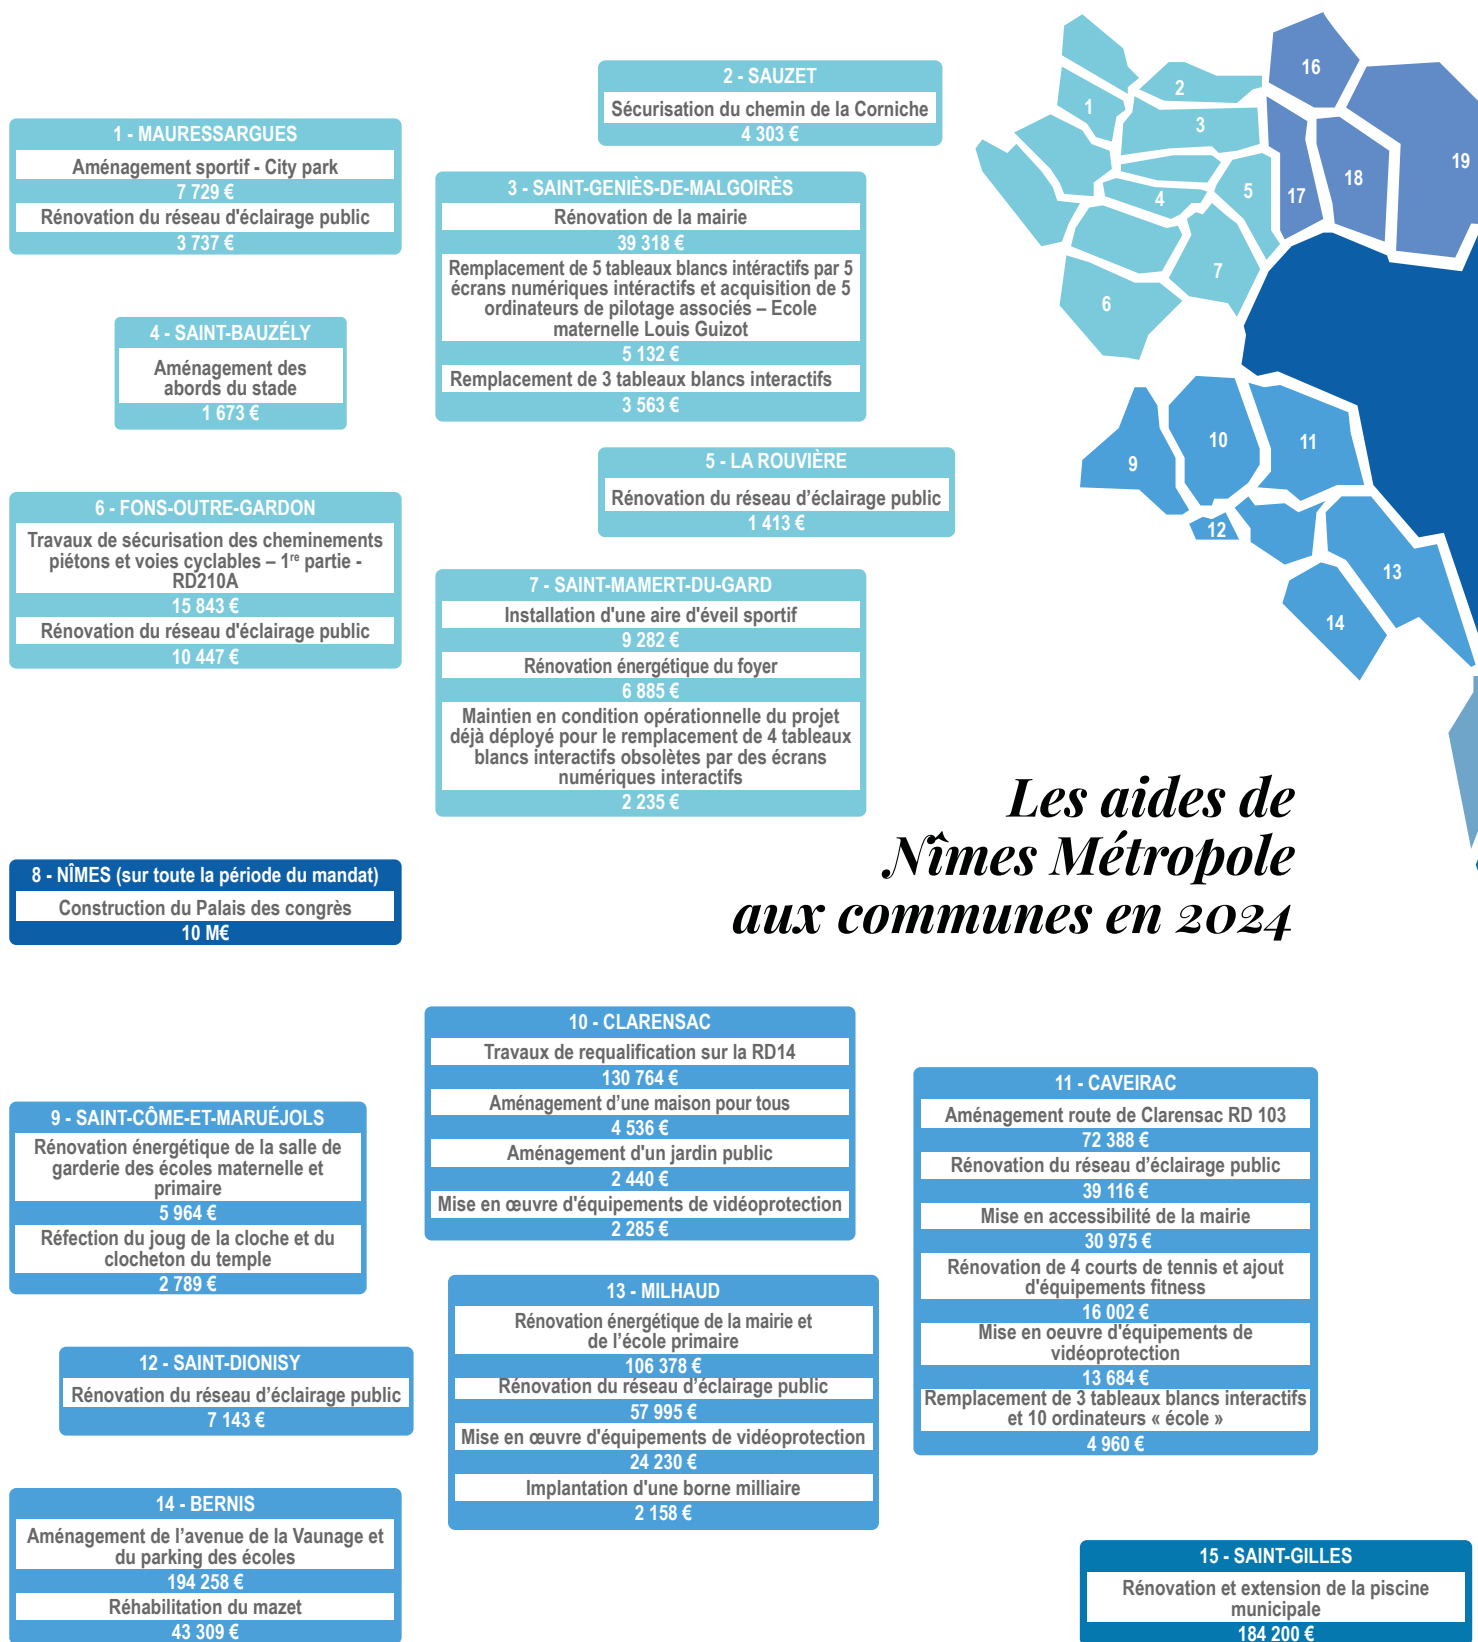 2 - SAUZET
Sécurisation du chemin de la Corniche
4 303 €
1 - MAURESSARGUES
Aménagement sportif - City park
7 729 €
Rénovation du réseau d'éclairage public
3 737 €
3 - SAINT-GENIÈS-DE-MALGOIRÈS
Rénovation de la mairie
39 318 €
Remplacement de 5 tableaux blancs intéractifs par 5
écrans numériques intéractifs et acquisition de 5
ordinateurs de pilotage associés – Ecole
maternelle Louis Guizot
5 132 €
Remplacement de 3 tableaux blancs interactifs
3 563 €
4 - SAINT-BAUZÉLY
Aménagement des
abords du stade
1 673 €
5 - LA ROUVIÈRE
Rénovation du réseau d’éclairage public
1 413 €
6 - FONS-OUTRE-GARDON
Travaux de sécurisation des cheminements
piétons et voies cyclables – 1re partie -
RD210A
15 843 €
Rénovation du réseau d'éclairage public
10 447 €
7 - SAINT-MAMERT-DU-GARD
Installation d'une aire d'éveil sportif
9 282 €
Rénovation énergétique du foyer
6 885 €
Maintien en condition opérationnelle du projet
déjà déployé pour le remplacement de 4 tableaux
blancs interactifs obsolètes par des écrans
numériques interactifs
2 235 €
1
2
3
4
5
6
7
9
10
11
12
13
14
16
17
18
19
Les aides de
Nîmes Métropole
aux communes en 2024
8 - NÎMES (sur toute la période du mandat)
Construction du Palais des congrès
10 M€
9 - SAINT-CÔME-ET-MARUÉJOLS
Rénovation énergétique de la salle de
garderie des écoles maternelle et
primaire
5 964 €
Réfection du joug de la cloche et du
clocheton du temple
2 789 €
10 - CLARENSAC
Travaux de requalification sur la RD14
130 764 €
Aménagement d’une maison pour tous
4 536 €
Aménagement d'un jardin public
2 440 €
Mise en œuvre d'équipements de vidéoprotection
2 285 €
11 - CAVEIRAC
Aménagement route de Clarensac RD 103
72 388 €
Rénovation du réseau d’éclairage public
39 116 €
Mise en accessibilité de la mairie
30 975 €
Rénovation de 4 courts de tennis et ajout
d'équipements fitness
16 002 €
Mise en oeuvre d'équipements de
vidéoprotection
13 684 €
Remplacement de 3 tableaux blancs interactifs
et 10 ordinateurs « école »
4 960 €
12 - SAINT-DIONISY
Rénovation du réseau d’éclairage public
7 143 €
13 - MILHAUD
Rénovation énergétique de la mairie et
de l’école primaire
106 378 €
Rénovation du réseau d’éclairage public
57 995 €
Mise en œuvre d'équipements de vidéoprotection
24 230 €
Implantation d'une borne milliaire
2 158 €
14 - BERNIS
Aménagement de l’avenue de la Vaunage et
du parking des écoles
194 258 €
Réhabilitation du mazet
43 309 €
15 - SAINT-GILLES
Rénovation et extension de la piscine
municipale
184 200 €